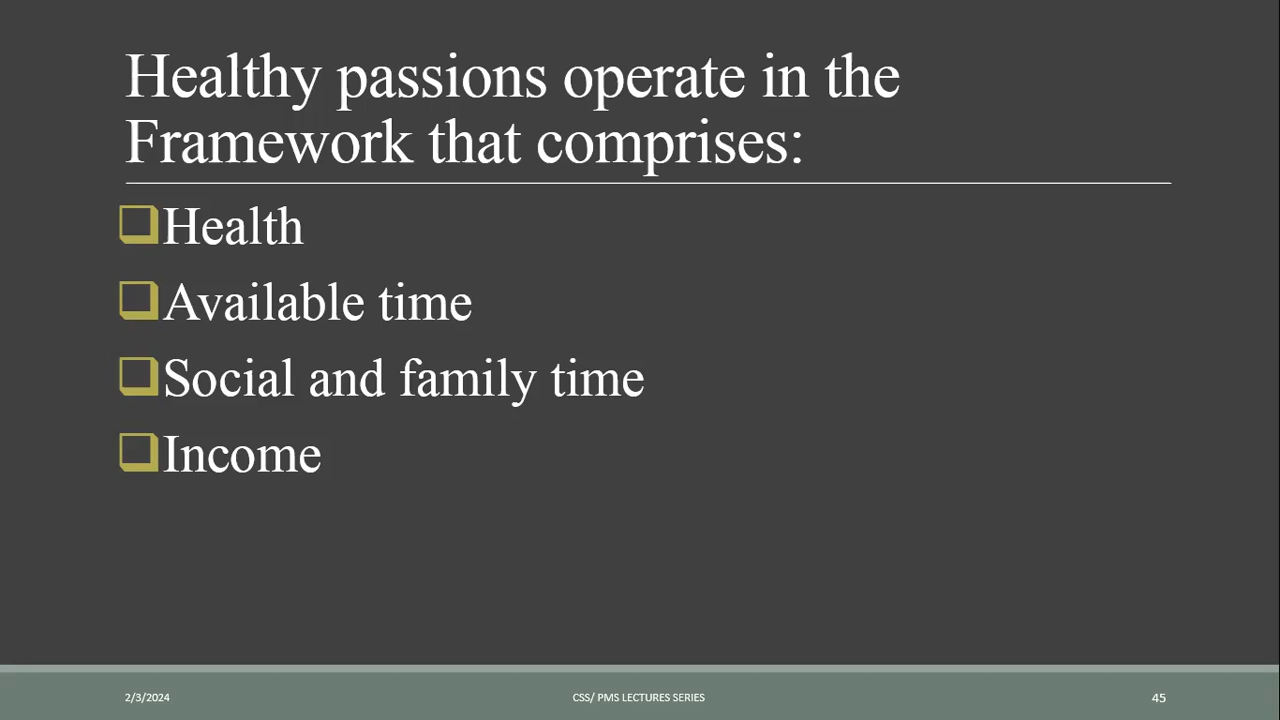 Healthy passions operate in the
Framework that comprises:
Health
Available time
Social and family time
Income
2/3/2024
CSS/ PMS LECTURES SERIES
45